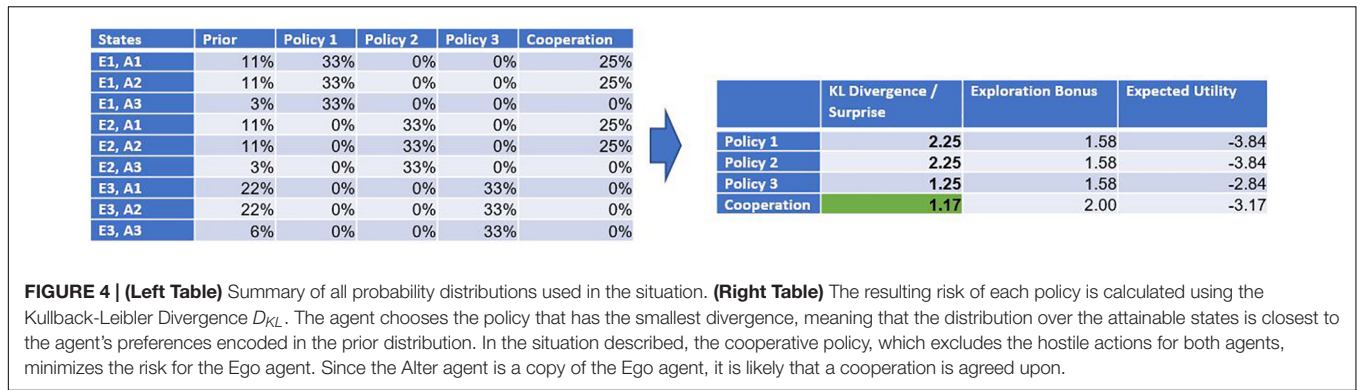 States Prior Policy 1 Policy 2 Policy 3 Cooperation
E1, A1 11% 33% 0% 0% 25%
E1, A2 11% 33% 0% 0% 25%
E1, A3 3% 33% 0% 0% 0%
E2, A1 11% 0% 33% 0% 25%
E2, A2 11% 0% 33% 0% 25%
E2, A3 3% 0% 33% 0% 0%
E3, A1 22% 0% 0% 33% 0%
E3, A2 22% 0% 0% 33% 0%
E3, A3 6% 0% 0% 33% 0%
KL Divergence / Exploration Bonus Expected Utility
Surprise
Policy 1 2.25 1.58 -3.84
Policy 2 2.25 1.58 -3.84
Policy 3 1.25 1.58 -2.84
Cooperation 1.17 2.00 -3.17
FIGURE 4 | (Left Table) Summary of all probability distributions used in the situation. (Right Table) The resulting risk of each policy is calculated using the
Kullback-Leibler Divergence D_KL. The agent chooses the policy that has the smallest divergence, meaning that the distribution over the attainable states is closest to
the agent's preferences encoded in the prior distribution. In the situation described, the cooperative policy, which excludes the hostile actions for both agents,
minimizes the risk for the Ego agent. Since the Alter agent is a copy of the Ego agent, it is likely that a cooperation is agreed upon.